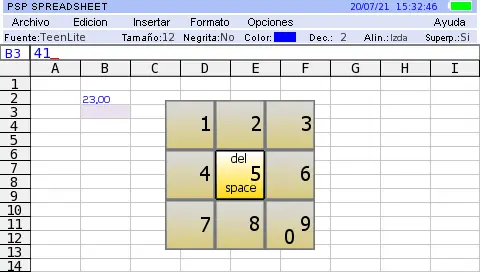 PSP SPREADSHEET 20/07/21 15:32:46
Archivo Edicion Insertar Formato Opciones Ayuda
Fuente:TeenLite Tamaño:12 Negrita:No Color: Dec.: 2 Alin.:Izda Superp.:Si
B3 41_
A B C D E F G H I
1
2 23,00
3
4
5
6
7
8
9
10
11
12
13
14
1 2 3
del
4 5 6
space
7 8 9
0